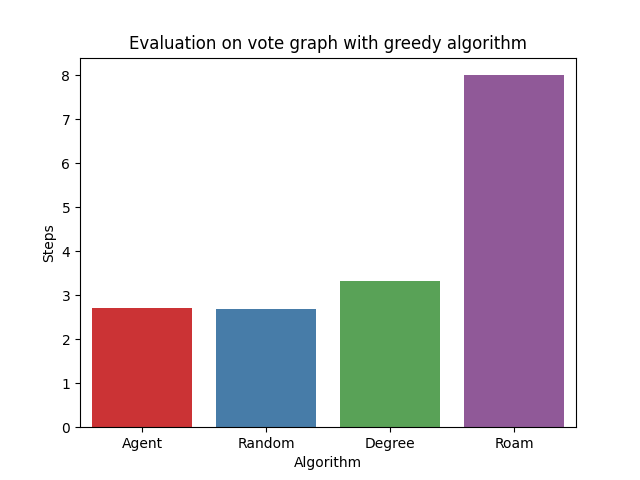 Evaluation on vote graph with greedy algorithm
8
7
6
5
4
3
2
1
0
Steps
Agent Random Degree Roam
Algorithm